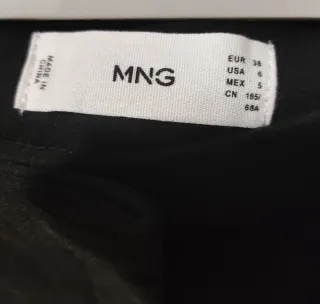 MADE IN
CHINA
MNG
EUR 38
USA 6
MEX 5
CN 165/
68A